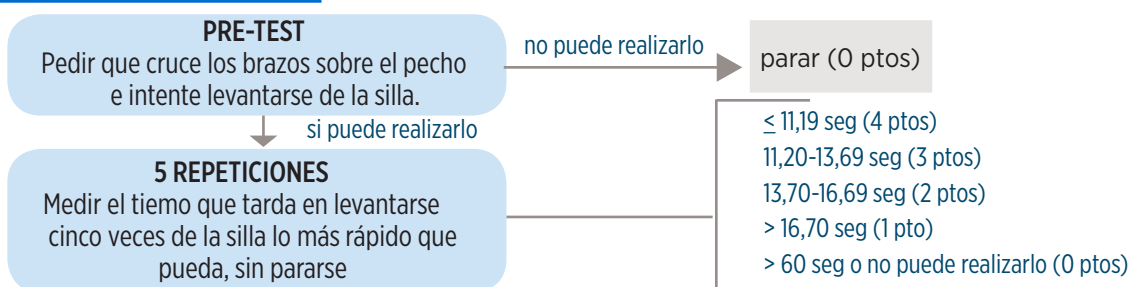 PRE-TEST
Pedir que cruce los brazos sobre el pecho
e intente levantarse de la silla.
no puede realizarlo
parar (0 ptos)
si puede realizarlo
5 REPETICIONES
Medir el tiemo que tarda en levantarse
cinco veces de la silla lo más rápido que
pueda, sin pararse
≤ 11,19 seg (4 ptos)
11,20-13,69 seg (3 ptos)
13,70-16,69 seg (2 ptos)
> 16,70 seg (1 pto)
> 60 seg o no puede realizarlo (0 ptos)